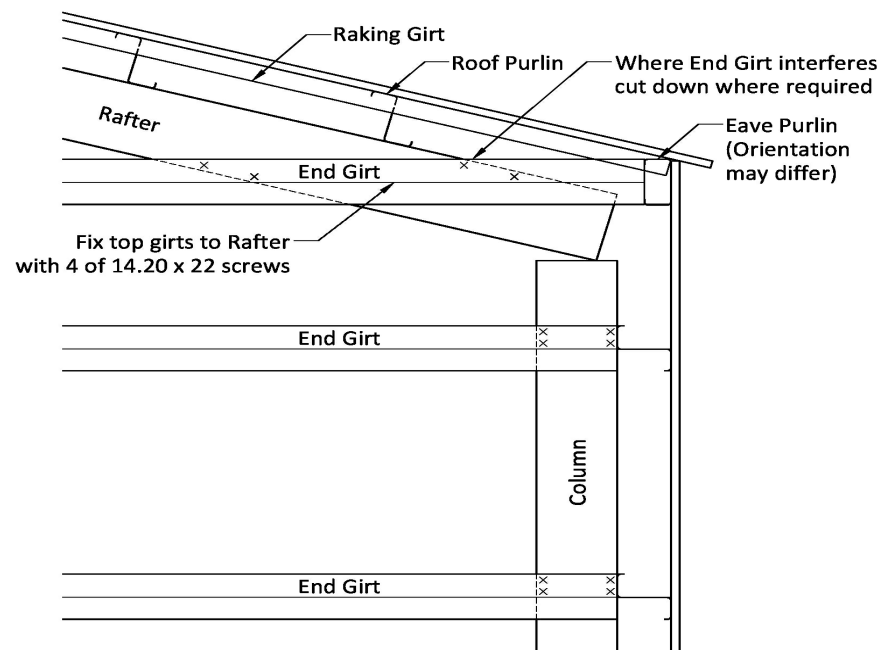 Raking Girt
Roof Purlin
Where End Girt interferes
cut down where required
Rafter
Eave Purlin
(Orientation
may differ)
End Girt
Fix top girts to Rafter
with 4 of 14.20 x 22 screws
End Girt
Column
End Girt